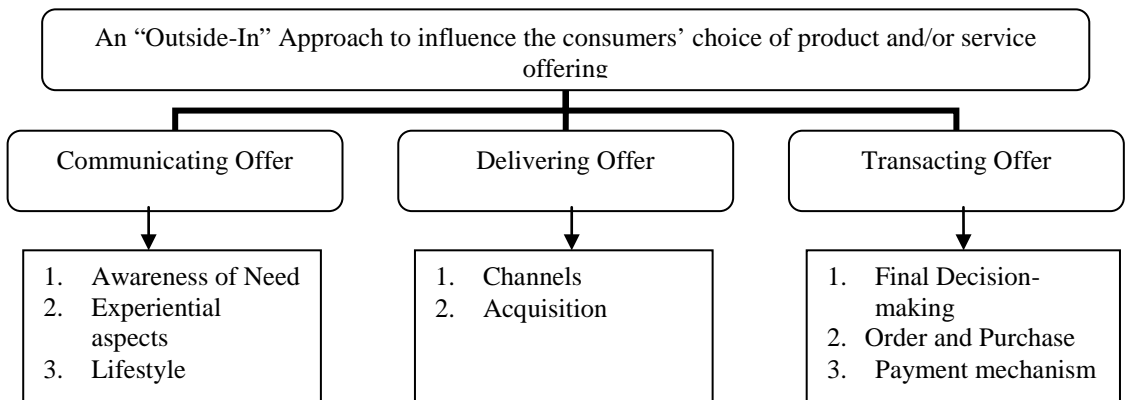 An “Outside-In” Approach to influence the consumers’ choice of product and/or service
offering
Communicating Offer
Delivering Offer
Transacting Offer
1. Awareness of Need
2. Experiential
aspects
3. Lifestyle
1. Channels
2. Acquisition
1. Final Decision-
making
2. Order and Purchase
3. Payment mechanism